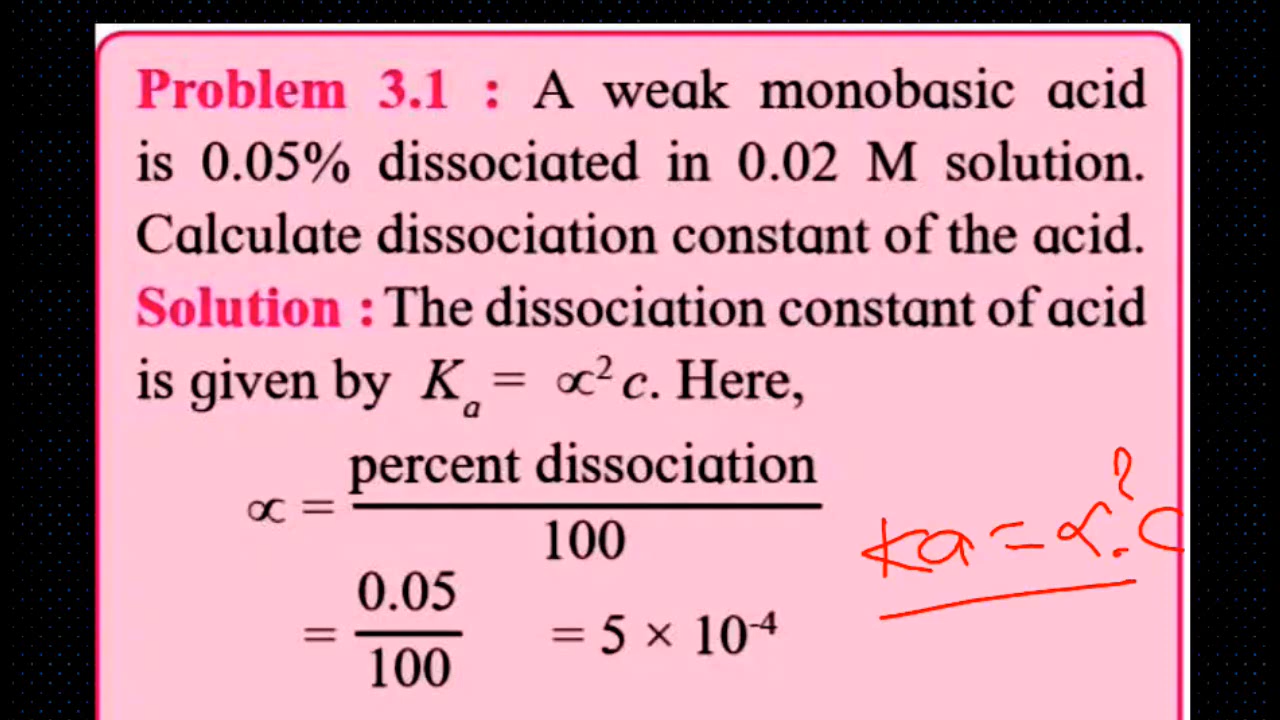 Problem 3.1 : A weak monobasic acid
is 0.05% dissociated in 0.02 M solution.
Calculate dissociation constant of the acid.
Solution : The dissociation constant of acid
is given by Kₐ = ∝² c. Here,
∝ = percent dissociation / 100
= 0.05 / 100 = 5 × 10⁻⁴
Ka = α².C